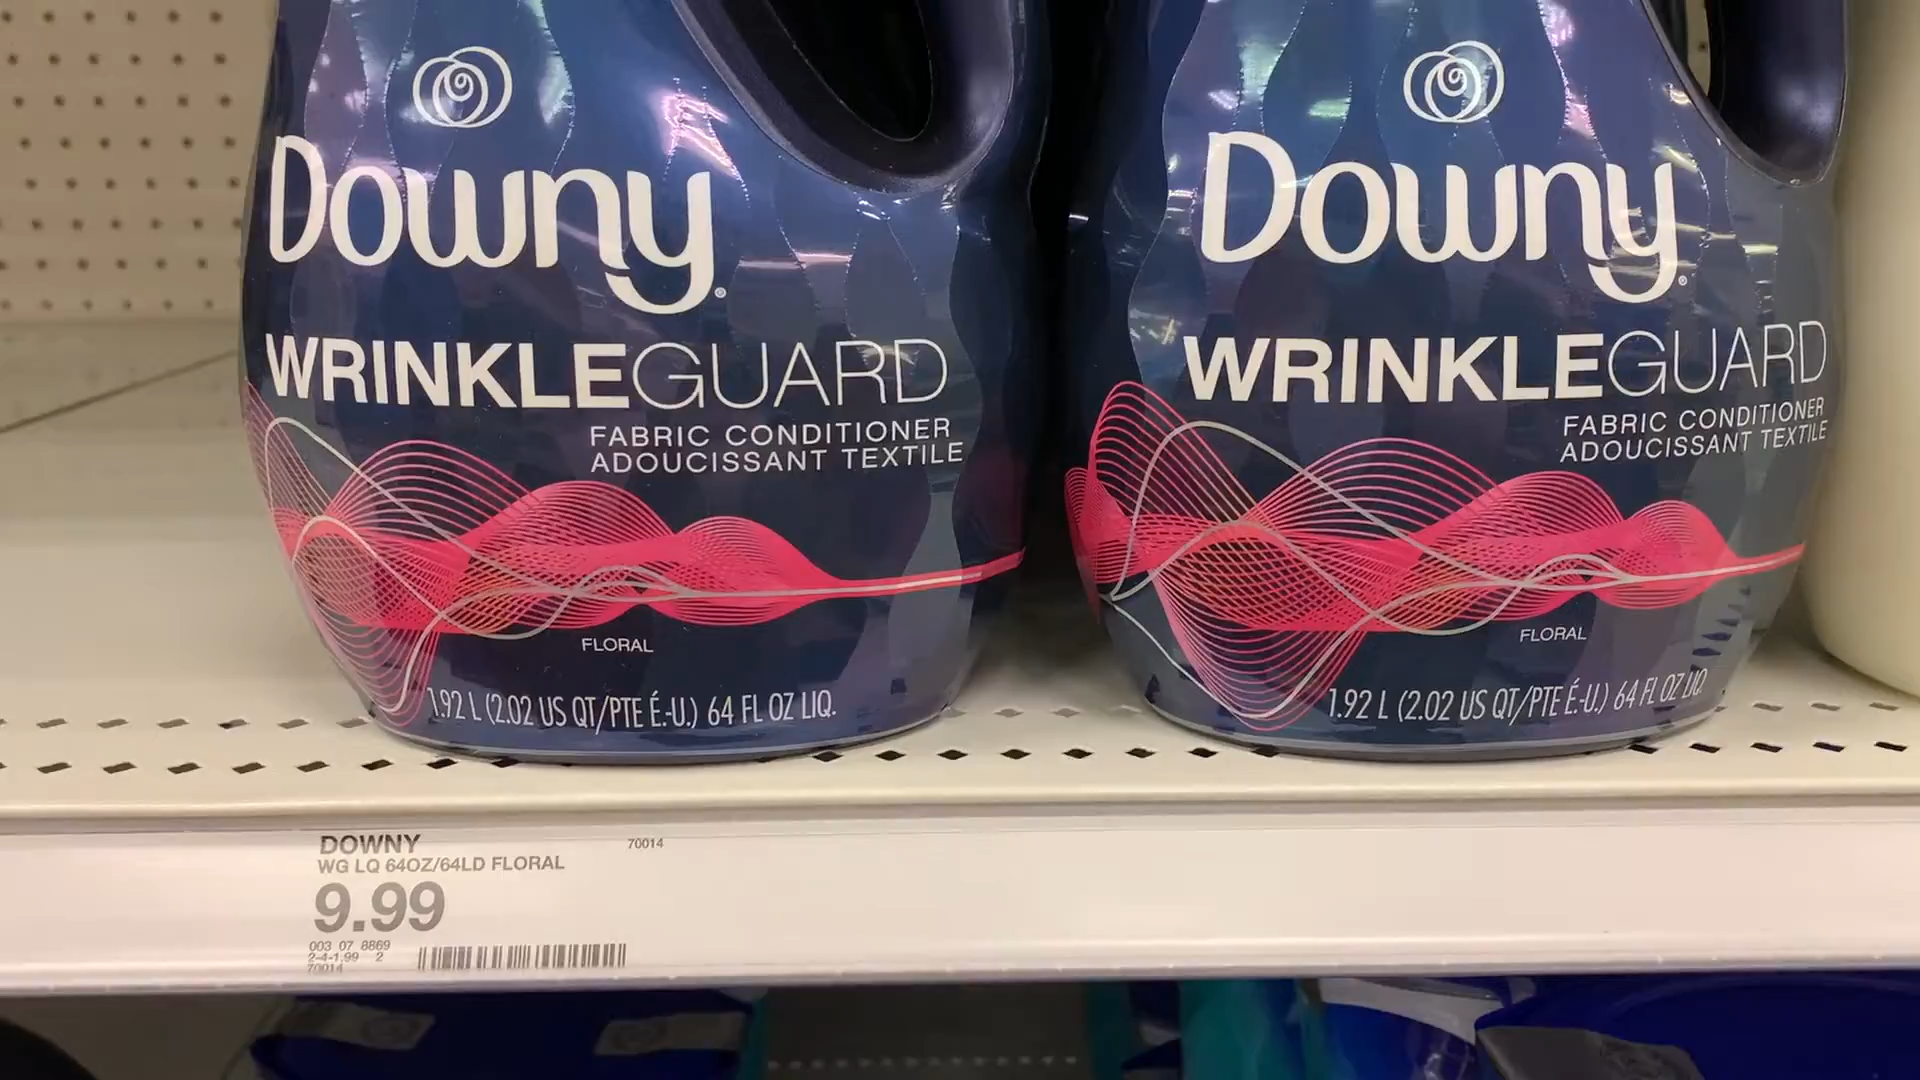 Downy
WRINKLEGUARD
FABRIC CONDITIONER
ADOUCISSANT TEXTILE
FLORAL
1.92 L (2.02 US QT/PTE É.-U.) 64 FL OZ LIQ.
Downy
WRINKLEGUARD
FABRIC CONDITIONER
ADOUCISSANT TEXTILE
FLORAL
1.92 L (2.02 US QT/PTE É.-U.) 64 FL OZ LIQ.
DOWNY 70014
WG LQ 64OZ/64LD FLORAL
9.99
003 07 8869
2-4-1.99 2
70014